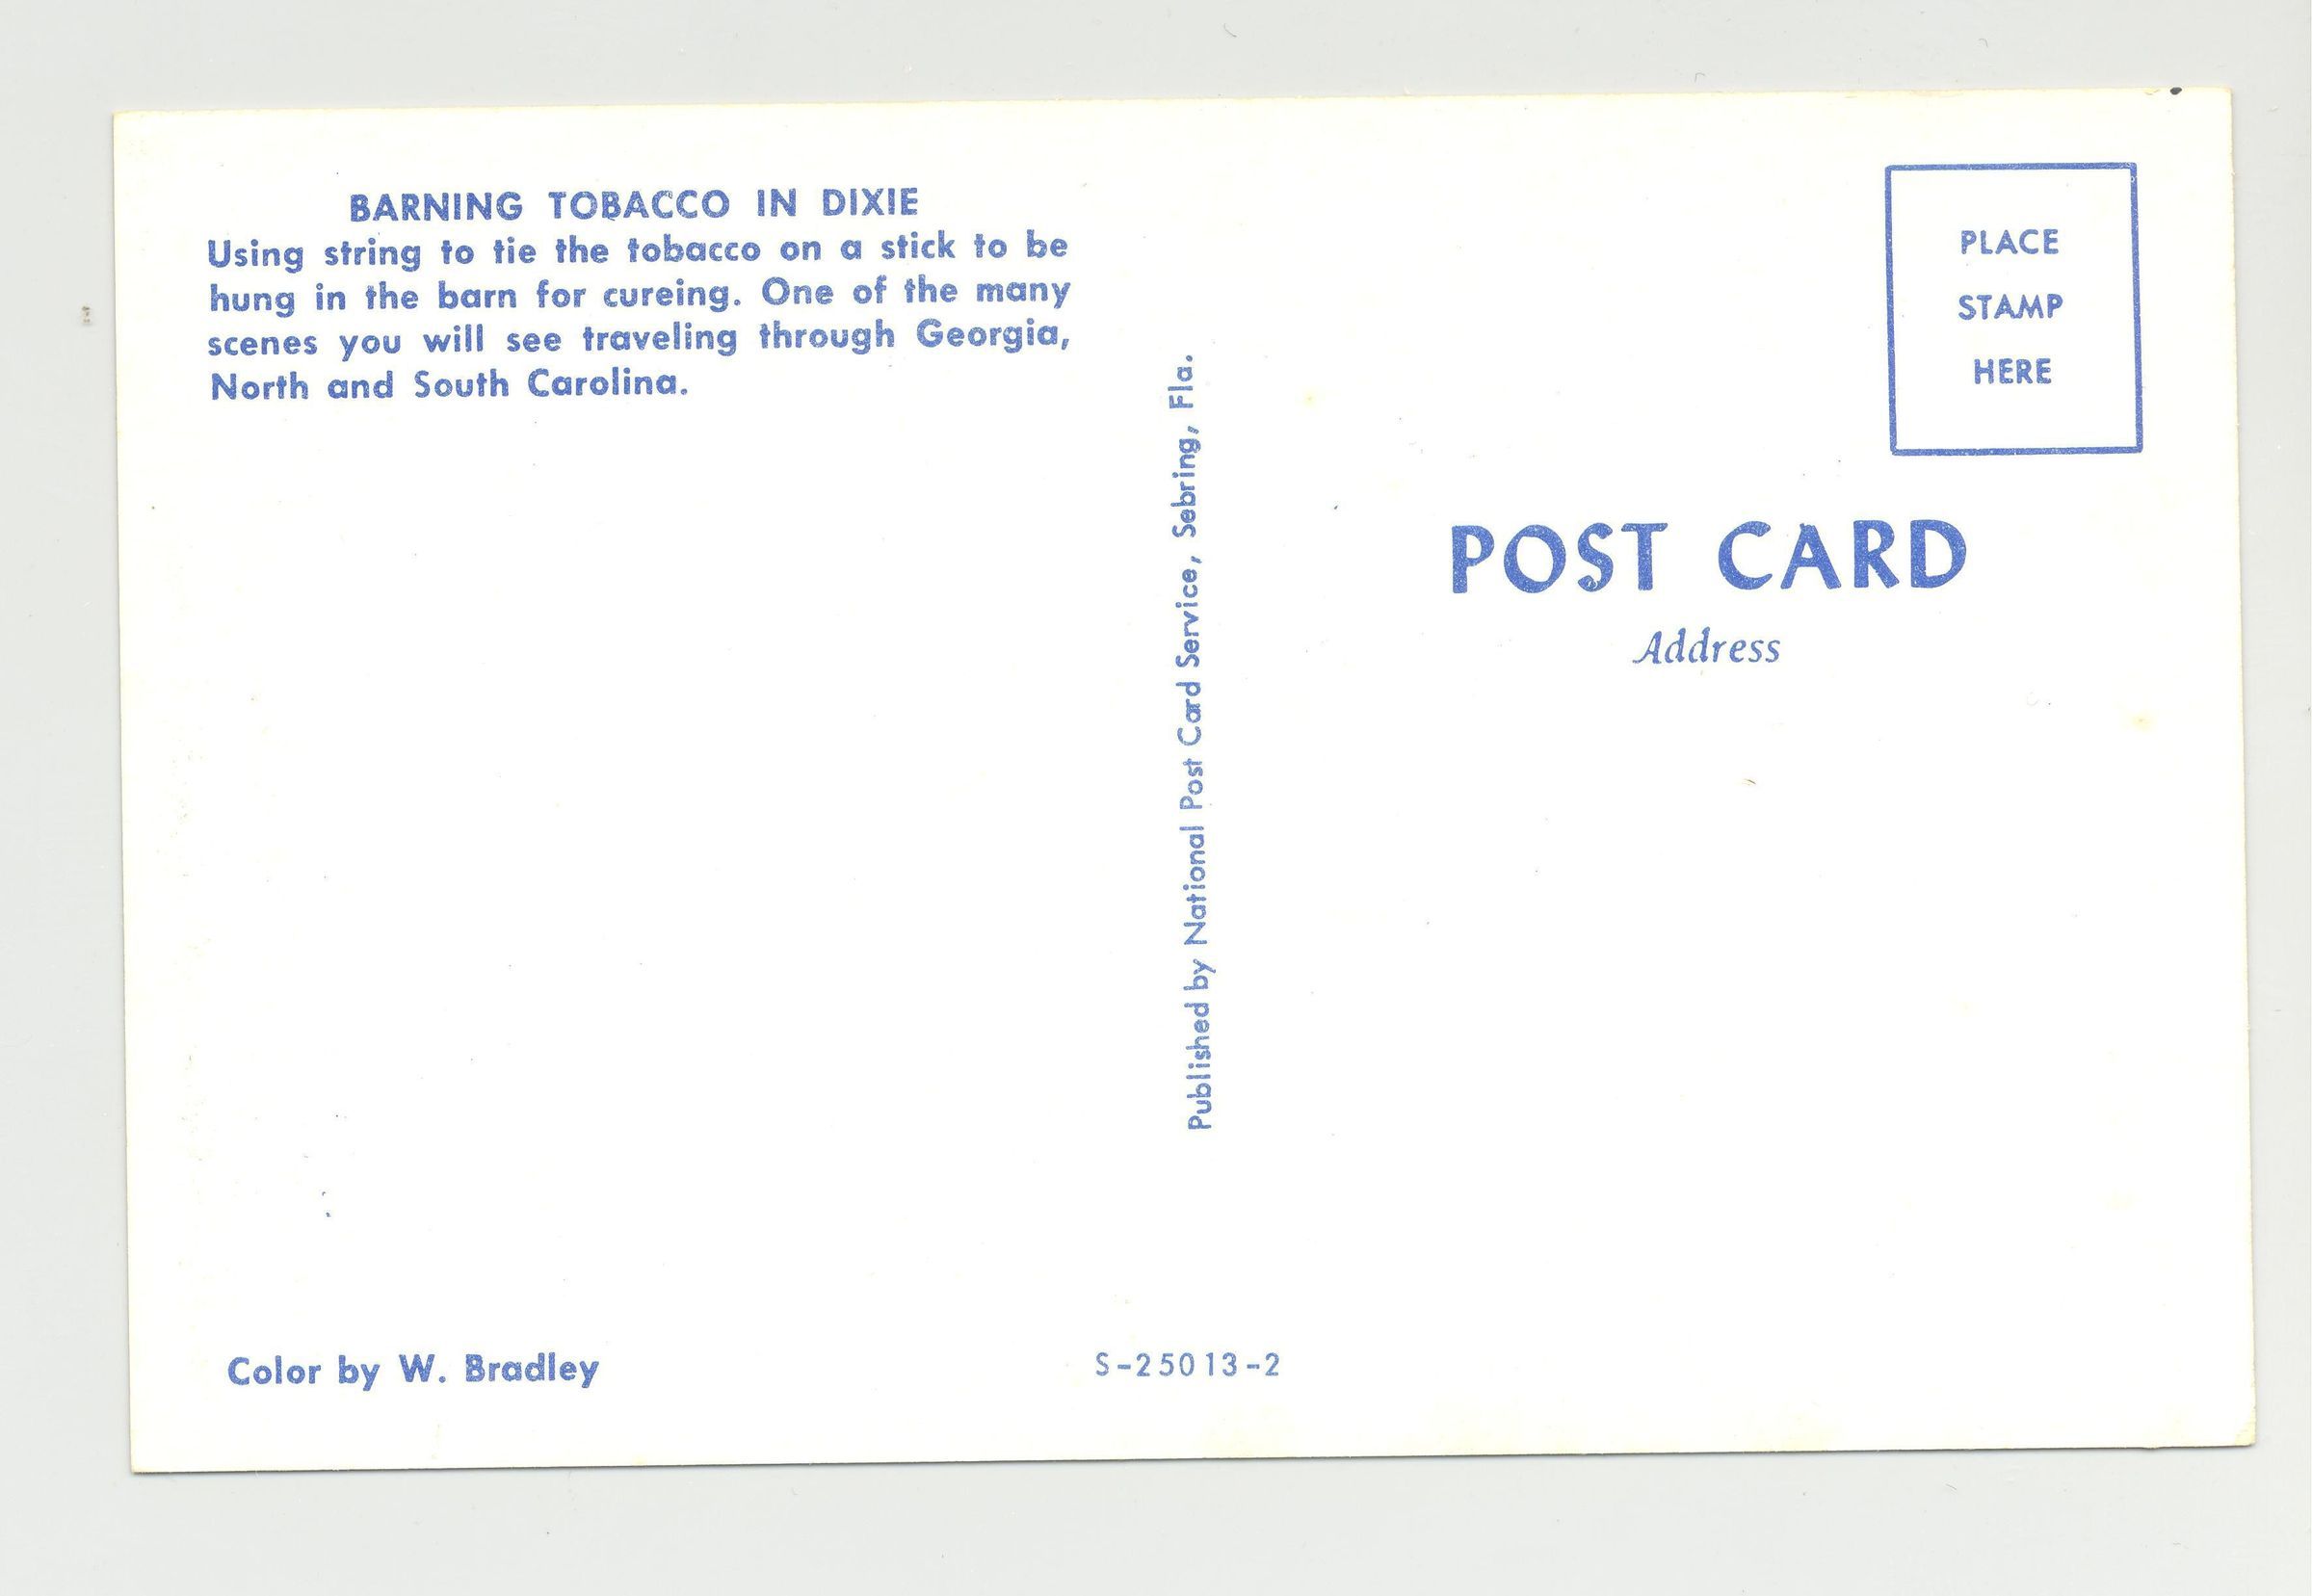 BARNING TOBACCO IN DIXIE
Using string to tie the tobacco on a stick to be
hung in the barn for cureing. One of the many
scenes you will see traveling through Georgia,
North and South Carolina.
Color by W. Bradley
Published by National Post Card Service, Sebring, Fla.
S-25013-2
PLACE
STAMP
HERE
POST CARD
Address